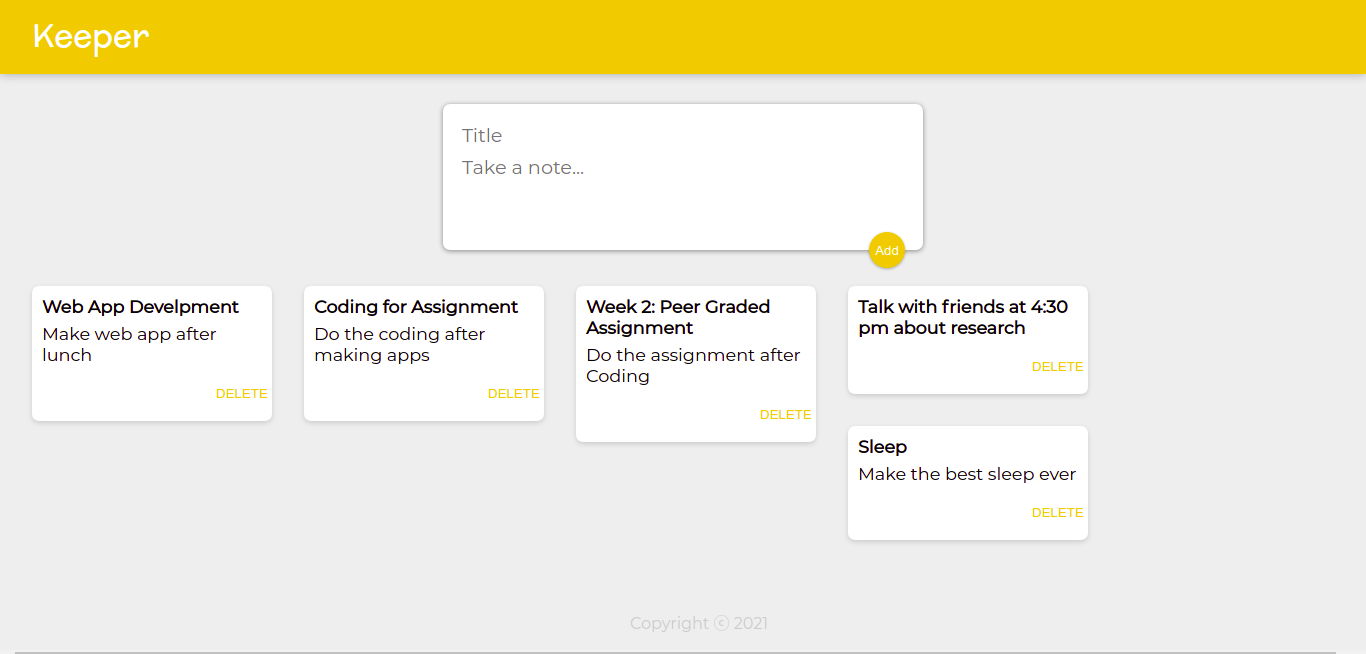 Keeper
Title
Take a note...
Add
Web App Develpment
Make web app after
lunch
DELETE
Coding for Assignment
Do the coding after
making apps
DELETE
Week 2: Peer Graded
Assignment
Do the assignment after
Coding
DELETE
Talk with friends at 4:30
pm about research
DELETE
Sleep
Make the best sleep ever
DELETE
Copyright ⓒ 2021